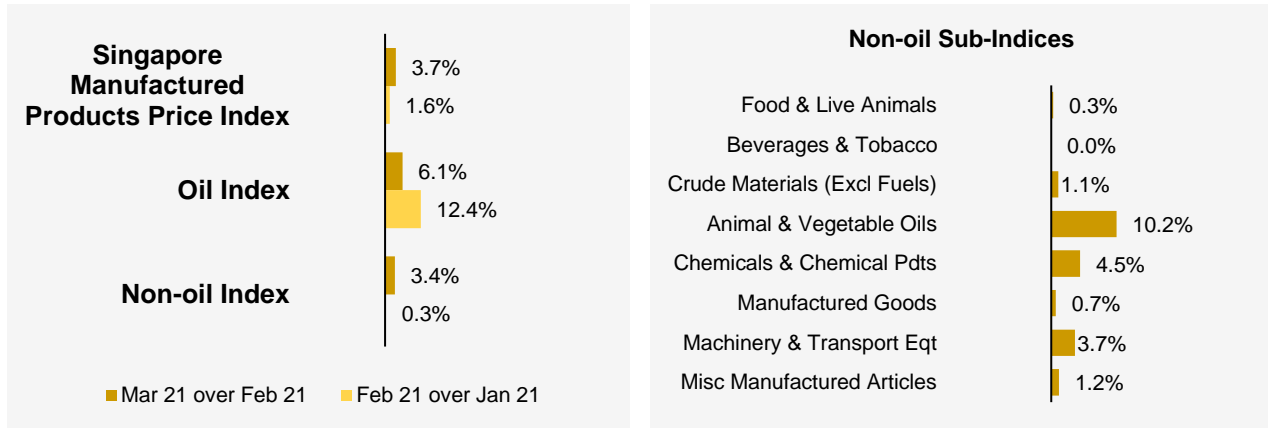 Singapore
Manufactured
Products Price Index
3.7%
1.6%
Oil Index
6.1%
12.4%
Non-oil Index
3.4%
0.3%
Mar 21 over Feb 21
Feb 21 over Jan 21
Non-oil Sub-Indices
Food & Live Animals
0.3%
Beverages & Tobacco
0.0%
Crude Materials (Excl Fuels)
1.1%
Animal & Vegetable Oils
10.2%
Chemicals & Chemical Pdts
4.5%
Manufactured Goods
0.7%
Machinery & Transport Eqt
3.7%
Misc Manufactured Articles
1.2%